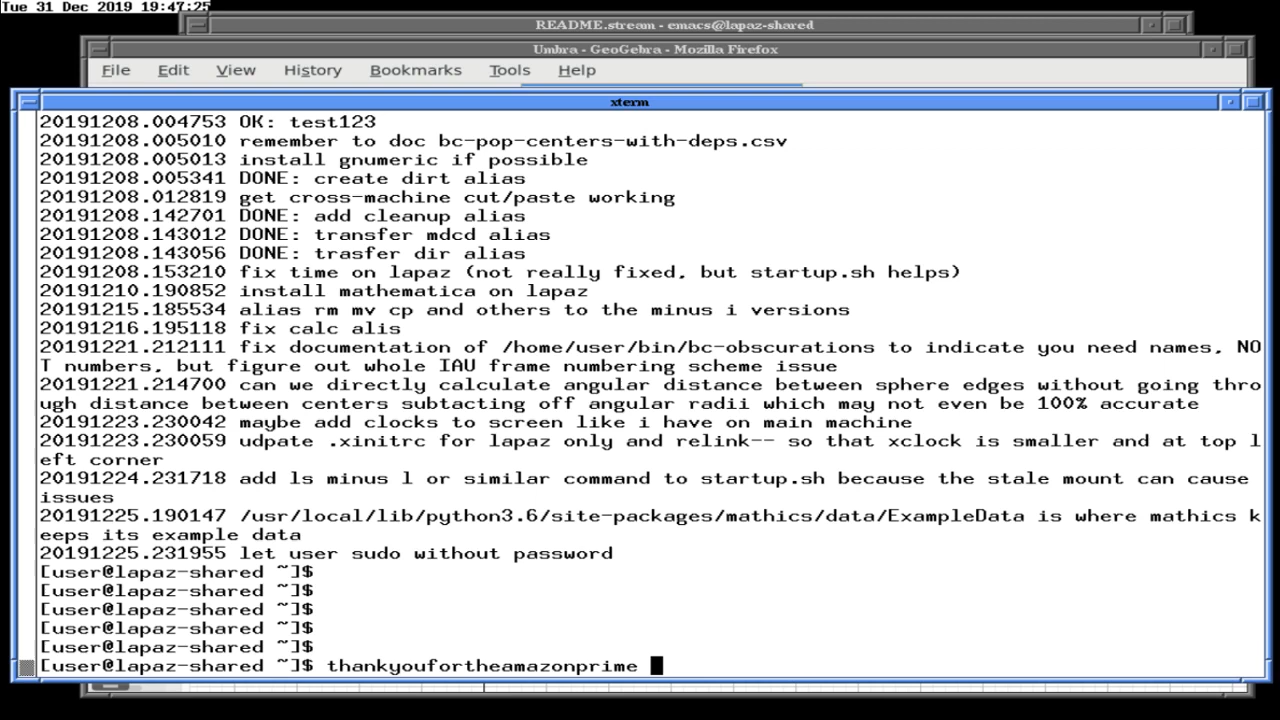 Tue 31 Dec 2019 19:47:25
README.stream - emacs@lapaz-shared
Umbra - GeoGebra - Mozilla Firefox
File Edit View History Bookmarks Tools Help
xterm
20191208.004753 OK: test123
20191208.005010 remember to doc bc-pop-centers-with-deps.csv
20191208.005013 install gnumeric if possible
20191208.005341 DONE: create dirt alias
20191208.012819 get cross-machine cut/paste working
20191208.142701 DONE: add cleanup alias
20191208.143012 DONE: transfer mdcd alias
20191208.143056 DONE: trasfer dir alias
20191208.153210 fix time on lapaz (not really fixed, but startup.sh helps)
20191210.190852 install mathematica on lapaz
20191215.185534 alias rm mv cp and others to the minus i versions
20191216.195118 fix calc alis
20191221.212111 fix documentation of /home/user/bin/bc-obscurations to indicate you need names, NO
T numbers, but figure out whole IAU frame numbering scheme issue
20191221.214700 can we directly calculate angular distance between sphere edges without going thro
ugh distance between centers subtacting off angular radii which may not even be 100% accurate
20191223.230042 maybe add clocks to screen like i have on main machine
20191223.230059 udpate .xinitrc for lapaz only and relink-- so that xclock is smaller and at top l
eft corner
20191224.231718 add ls minus l or similar command to startup.sh because the stale mount can cause
issues
20191225.190147 /usr/local/lib/python3.6/site-packages/mathics/data/ExampleData is where mathics k
eeps its example data
20191225.231955 let user sudo without password
[user@lapaz-shared ~]$
[user@lapaz-shared ~]$
[user@lapaz-shared ~]$
[user@lapaz-shared ~]$
[user@lapaz-shared ~]$
[user@lapaz-shared ~]$ thankyoufortheamazonprime